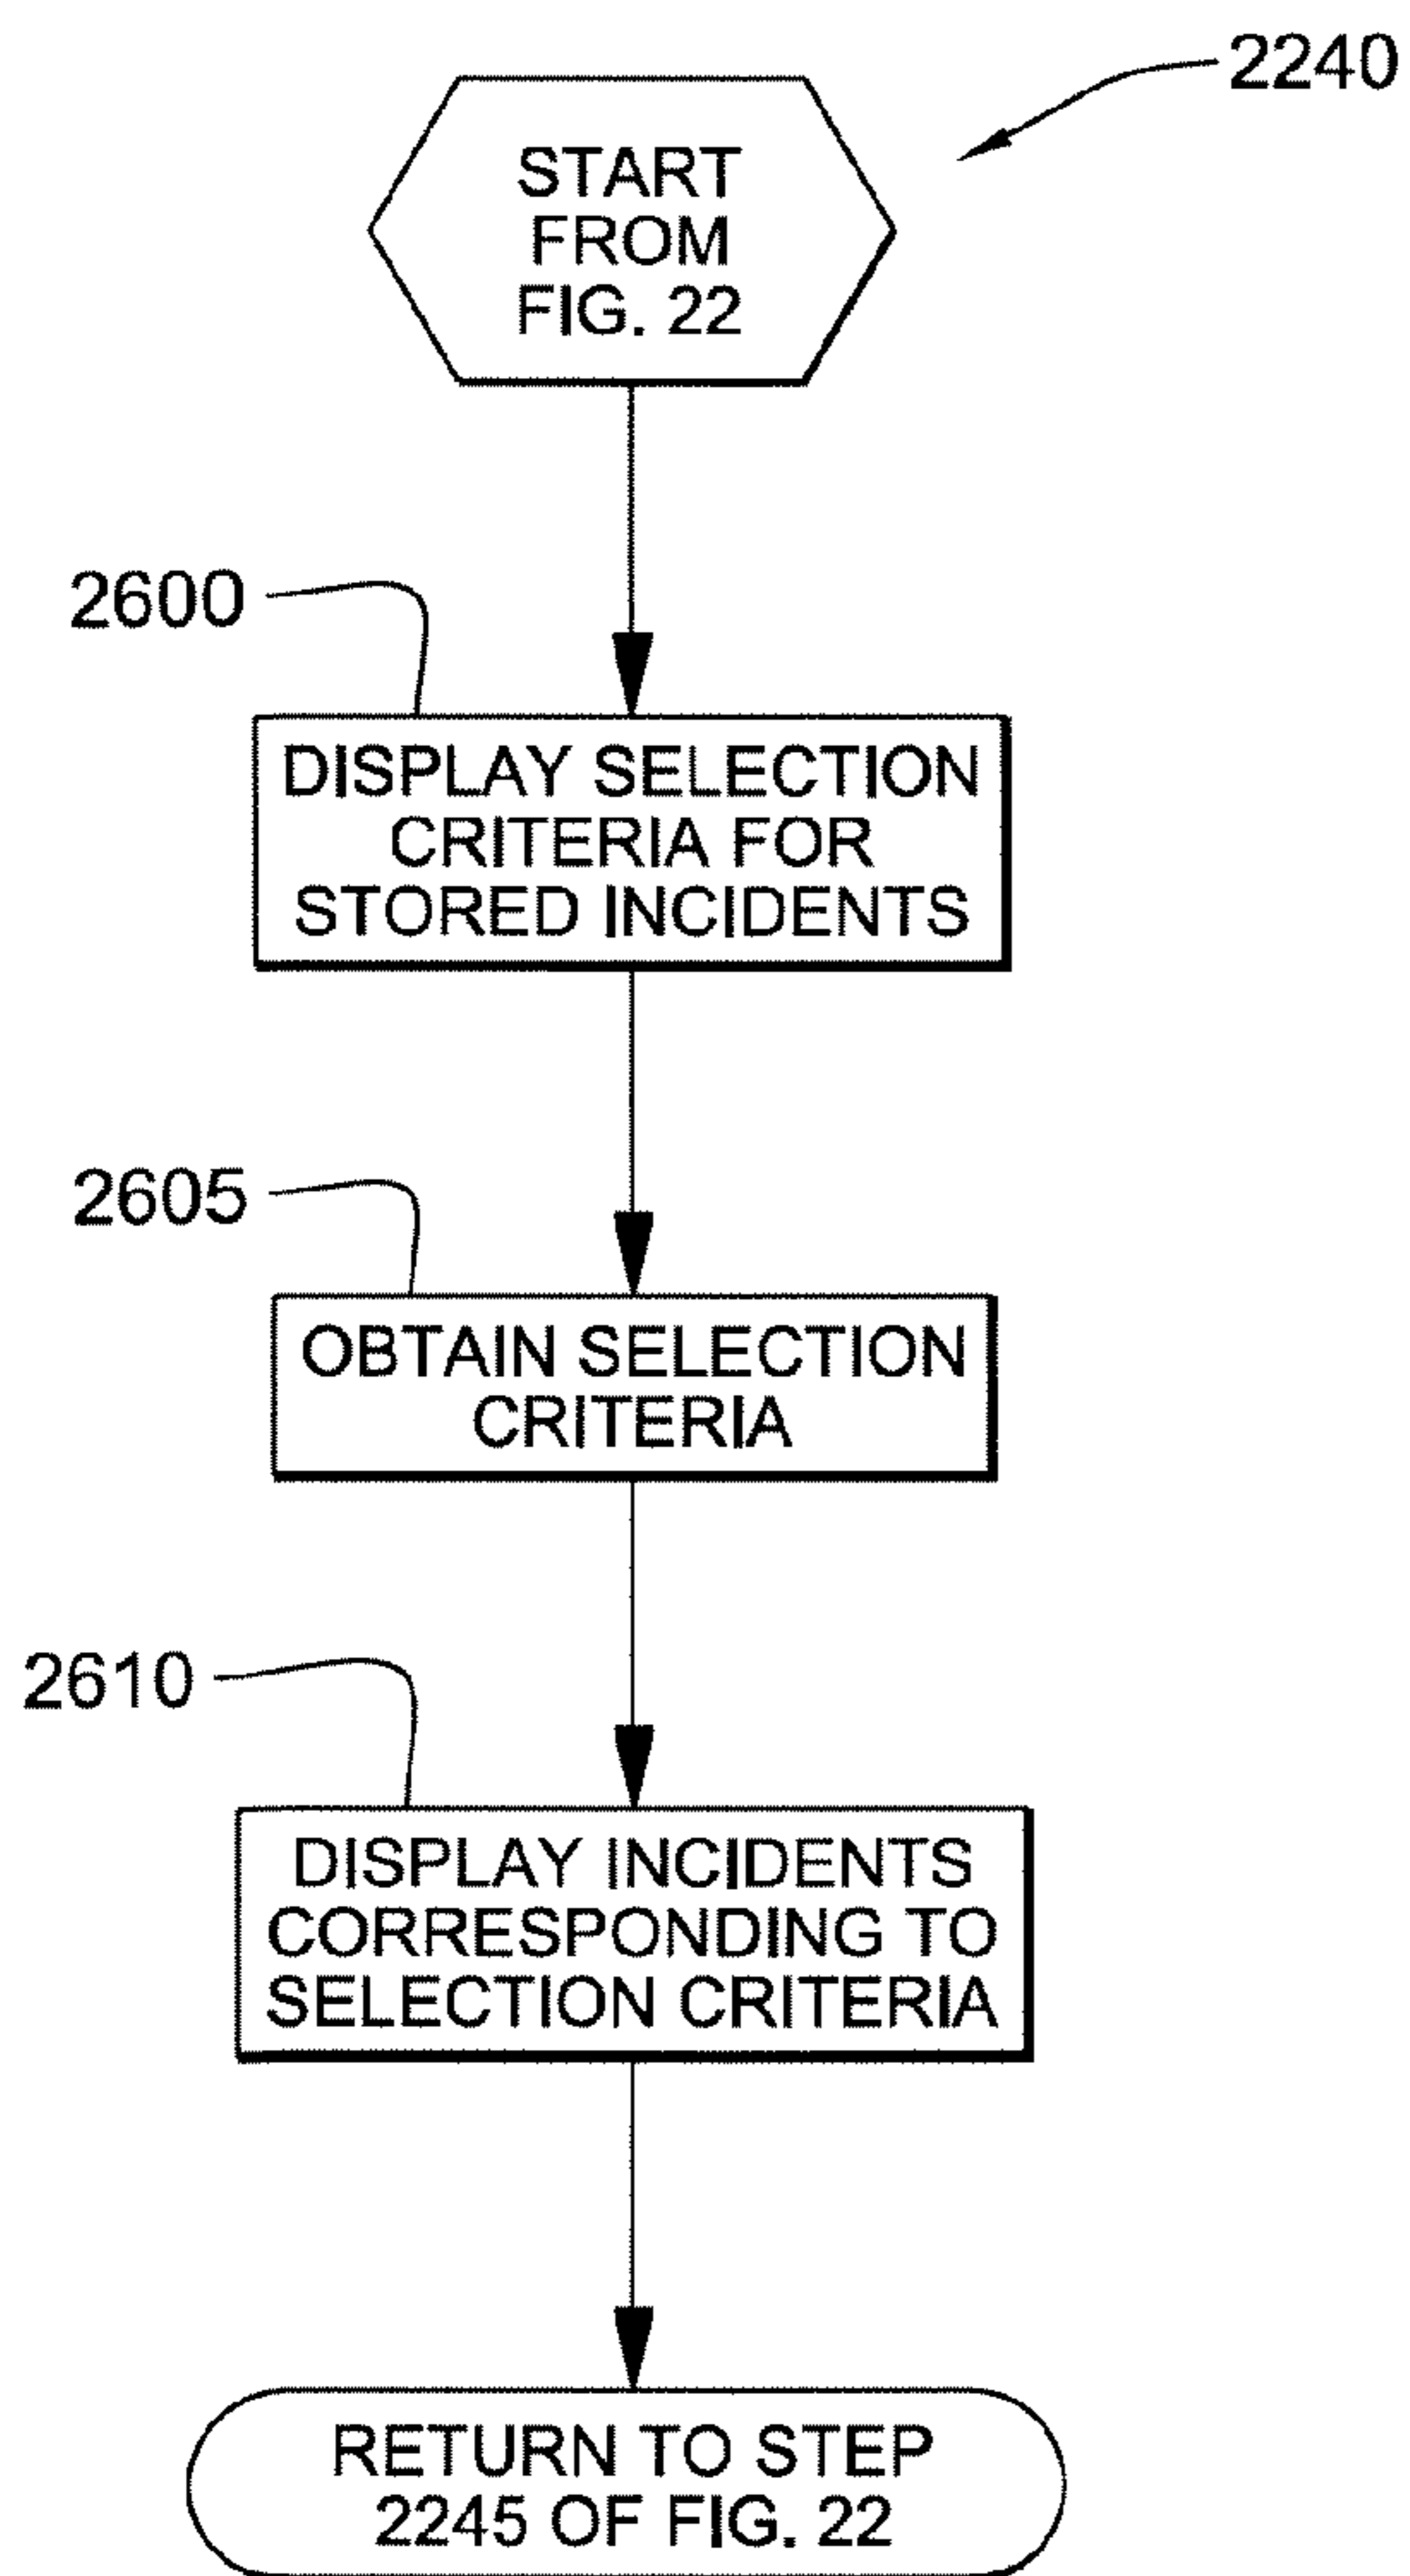 2240
START
FROM
FIG. 22
2600
DISPLAY SELECTION
CRITERIA FOR
STORED INCIDENTS
2605
OBTAIN SELECTION
CRITERIA
2610
DISPLAY INCIDENTS
CORRESPONDING TO
SELECTION CRITERIA
RETURN TO STEP
2245 OF FIG. 22